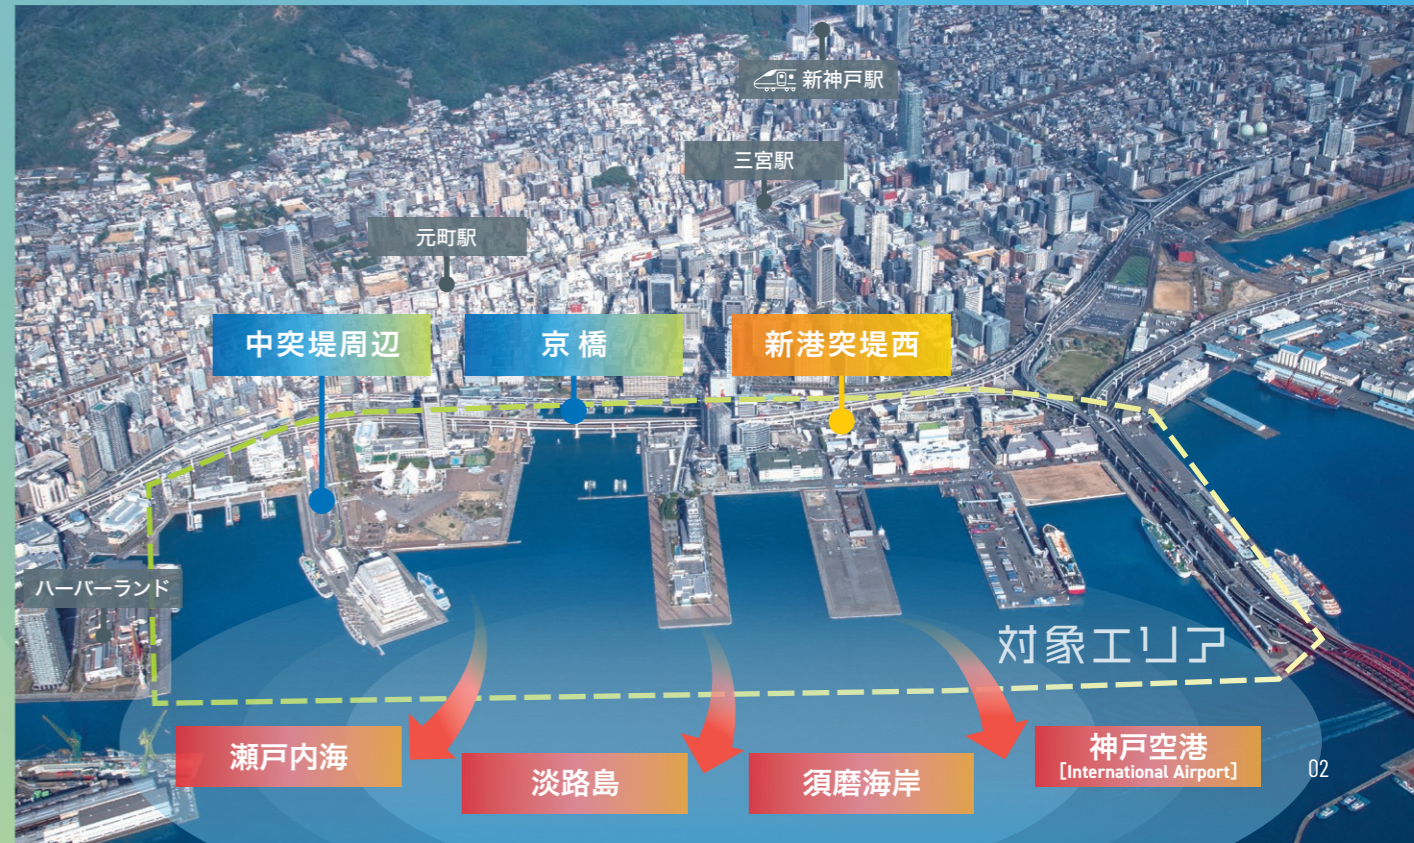 新神戸駅
三宮駅
元町駅
中突堤周辺
京橋
新港突堤西
ハーバーランド
対象エリア
瀬戸内海
淡路島
須磨海岸
神戸空港
[International Airport]
02